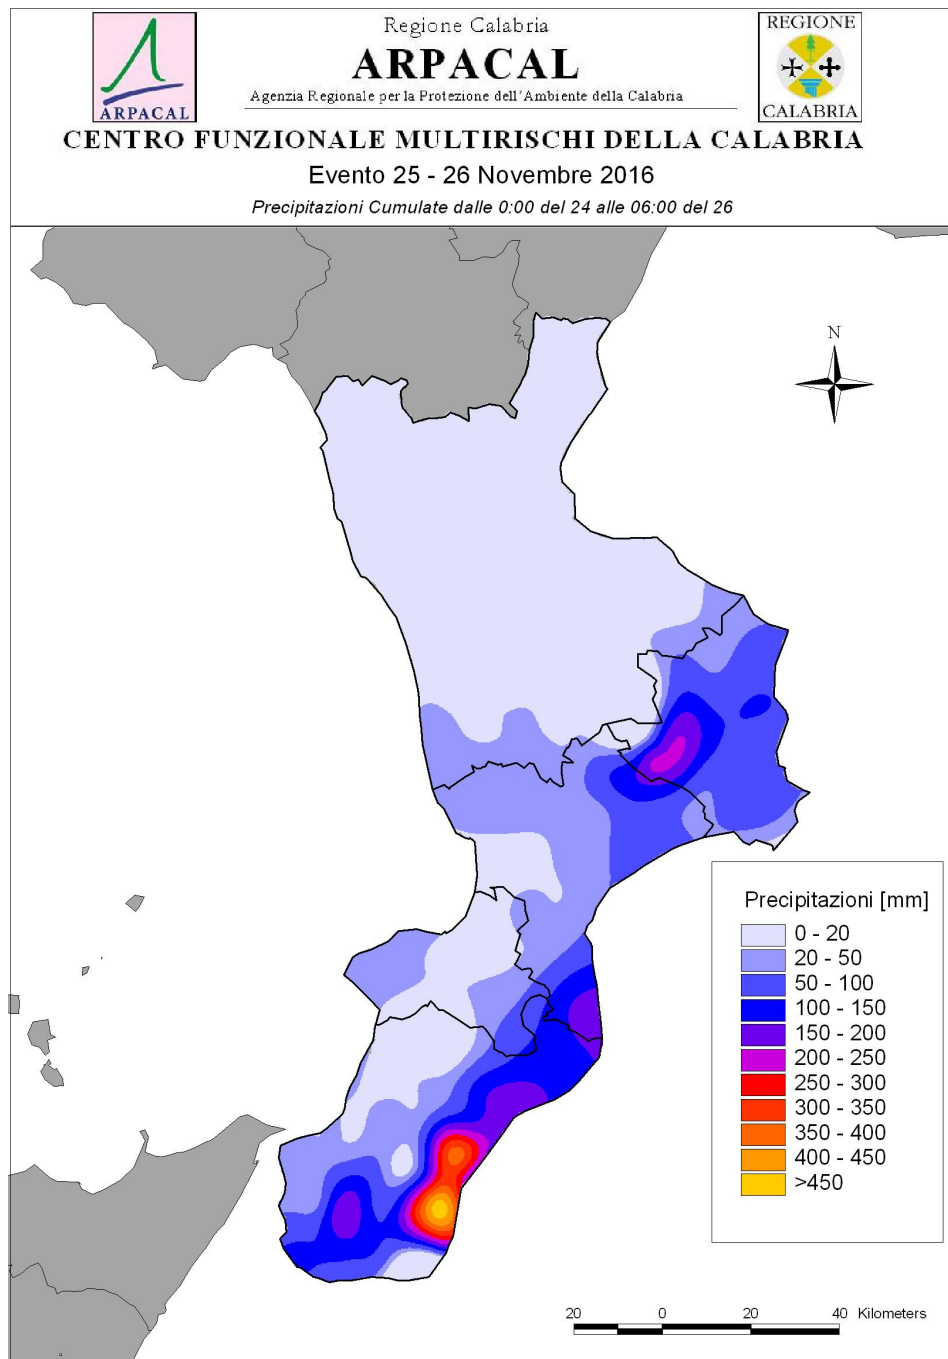 ARPACAL
Regione Calabria
ARPACAL
Agenzia Regionale per la Protezione dell'Ambiente della Calabria
REGIONE
CALABRIA
CENTRO FUNZIONALE MULTIRISCHI DELLA CALABRIA
Evento 25 - 26 Novembre 2016
Precipitazioni Cumulate dalle 0:00 del 24 alle 06:00 del 26
N
Precipitazioni [mm]
0 - 20
20 - 50
50 - 100
100 - 150
150 - 200
200 - 250
250 - 300
300 - 350
350 - 400
400 - 450
>450
20 0 20 40 Kilometers